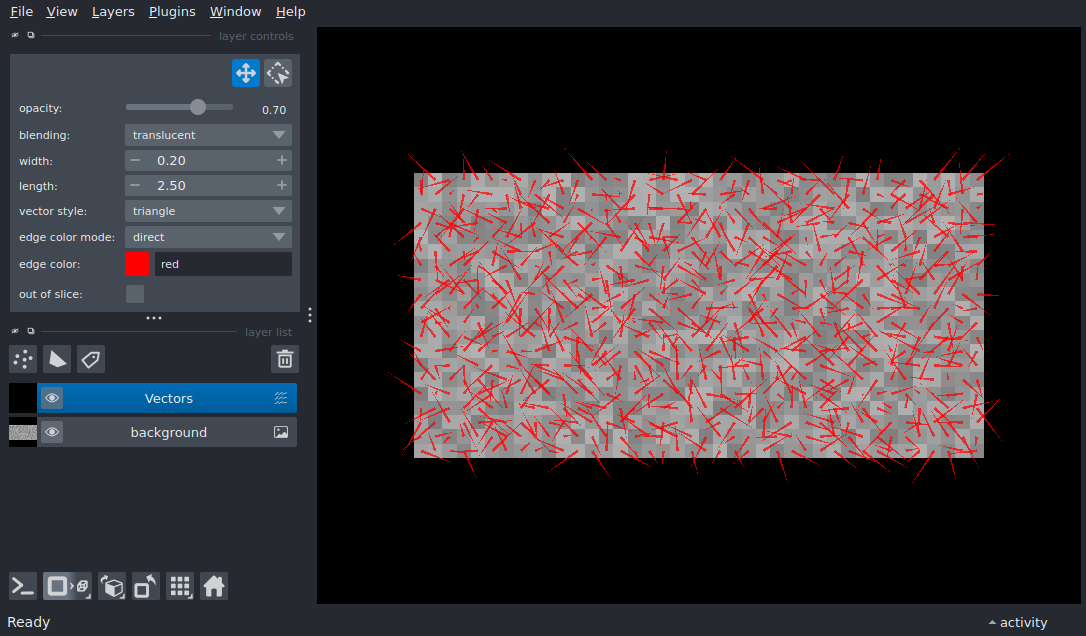 File View Layers Plugins Window Help
layer controls
opacity: 0.70
blending: translucent
width: 0.20
length: 2.50
vector style: triangle
edge color mode: direct
edge color: red
out of slice:
layer list
Vectors
background
Ready
activity